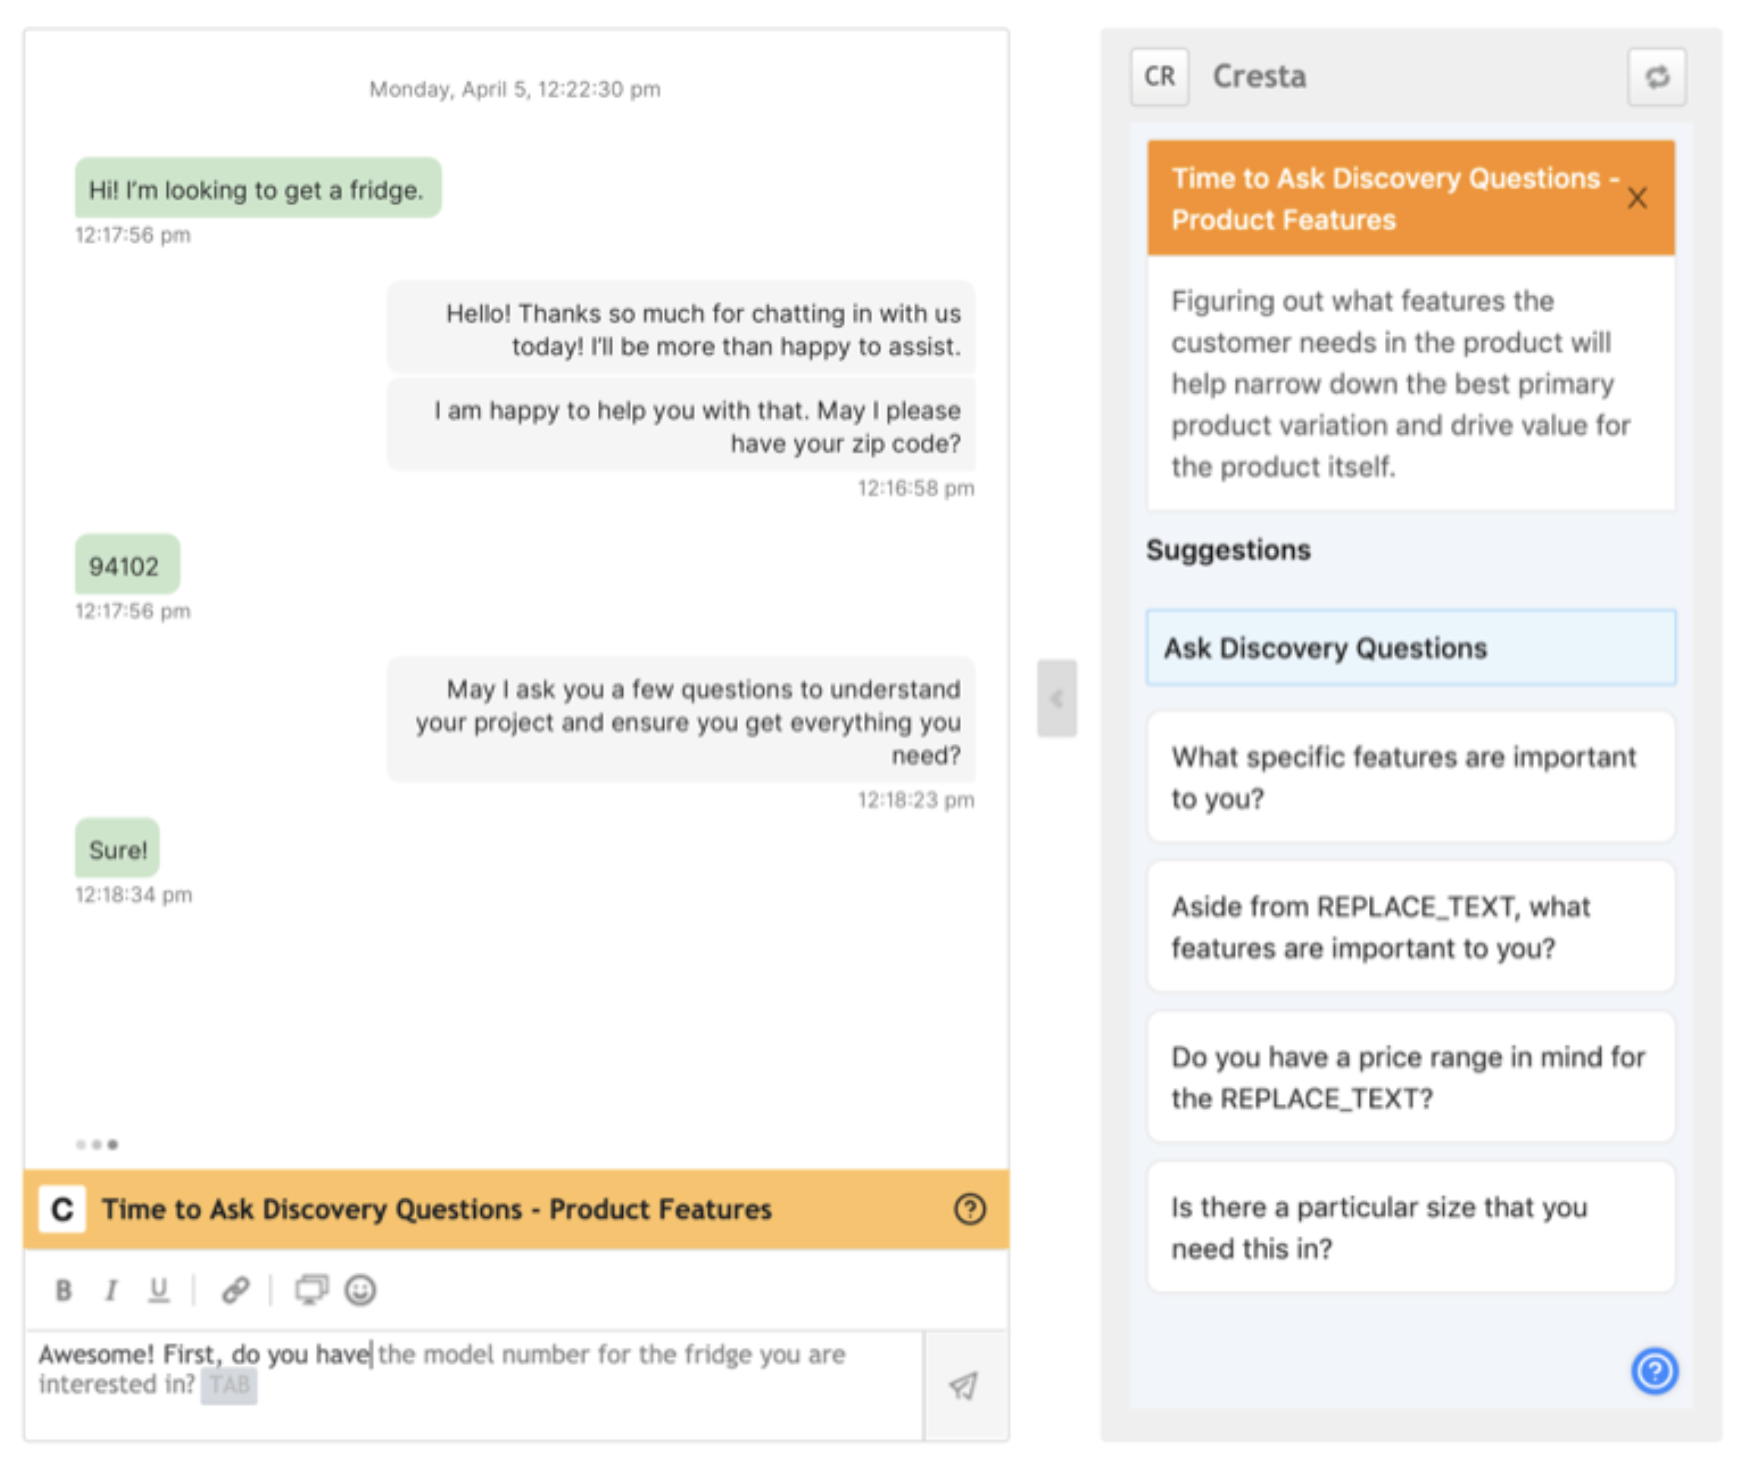 Monday, April 5, 12:22:30 pm
Hi! I'm looking to get a fridge.
12:17:56 pm
Hello! Thanks so much for chatting in with us
today! I'll be more than happy to assist.
I am happy to help you with that. May I please
have your zip code?
12:16:58 pm
94102
12:17:56 pm
May I ask you a few questions to understand
your project and ensure you get everything you
need?
12:18:23 pm
Sure!
12:18:34 pm
C Time to Ask Discovery Questions - Product Features ?
B I U
Awesome! First, do you have the model number for the fridge you are
interested in? TAB
CR Cresta
Time to Ask Discovery Questions - X
Product Features
Figuring out what features the
customer needs in the product will
help narrow down the best primary
product variation and drive value for
the product itself.
Suggestions
Ask Discovery Questions
What specific features are important
to you?
Aside from REPLACE_TEXT, what
features are important to you?
Do you have a price range in mind for
the REPLACE_TEXT?
Is there a particular size that you
need this in?
?